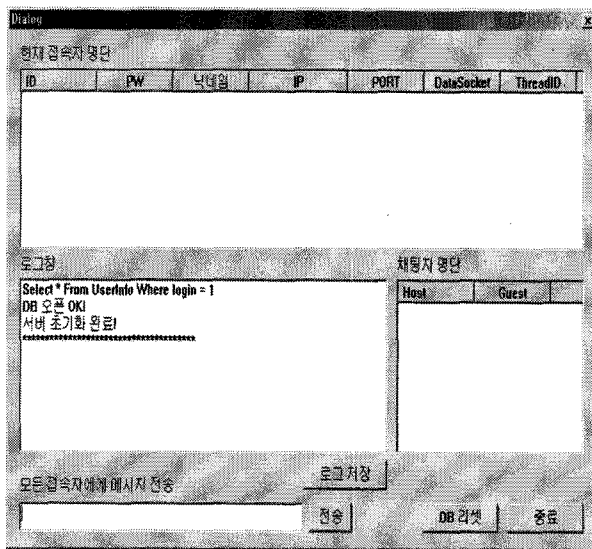 Dialog
현재 접속자 명단
ID PW 닉네임 IP PORT DataSocket ThreadID
로그창 채팅자 명단
Select * From UserInfo Where login = 1
DB 오픈 OK!
서버 초기화 완료!
****************************************
Host Guest
로그저장
모든 접속자에게 메시지 전송
전송 DB 리셋 종료